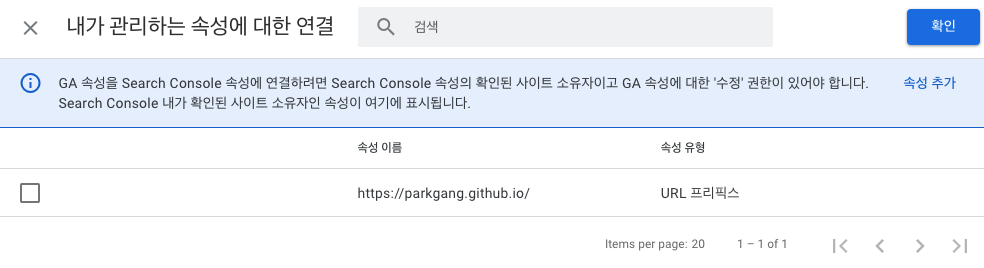 내가 관리하는 속성에 대한 연결
검색
확인
GA 속성을 Search Console 속성에 연결하려면 Search Console 속성의 확인된 사이트 소유자이고 GA 속성에 대한 '수정' 권한이 있어야 합니다.
속성 추가
Search Console 내가 확인된 사이트 소유자인 속성이 여기에 표시됩니다.
속성 이름
속성 유형
https://parkgang.github.io/
URL 프리픽스
Items per page: 20
1 – 1 of 1